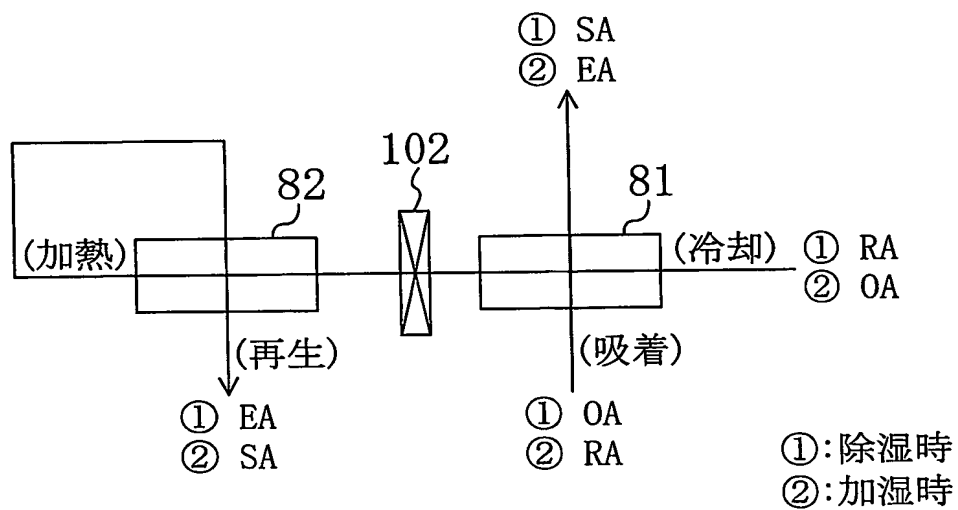 ① SA
② EA
102
82
81
(加熱)
(冷却)
① RA
② OA
(再生)
(吸着)
① EA
② SA
① OA
② RA
①:除湿時
②:加湿時